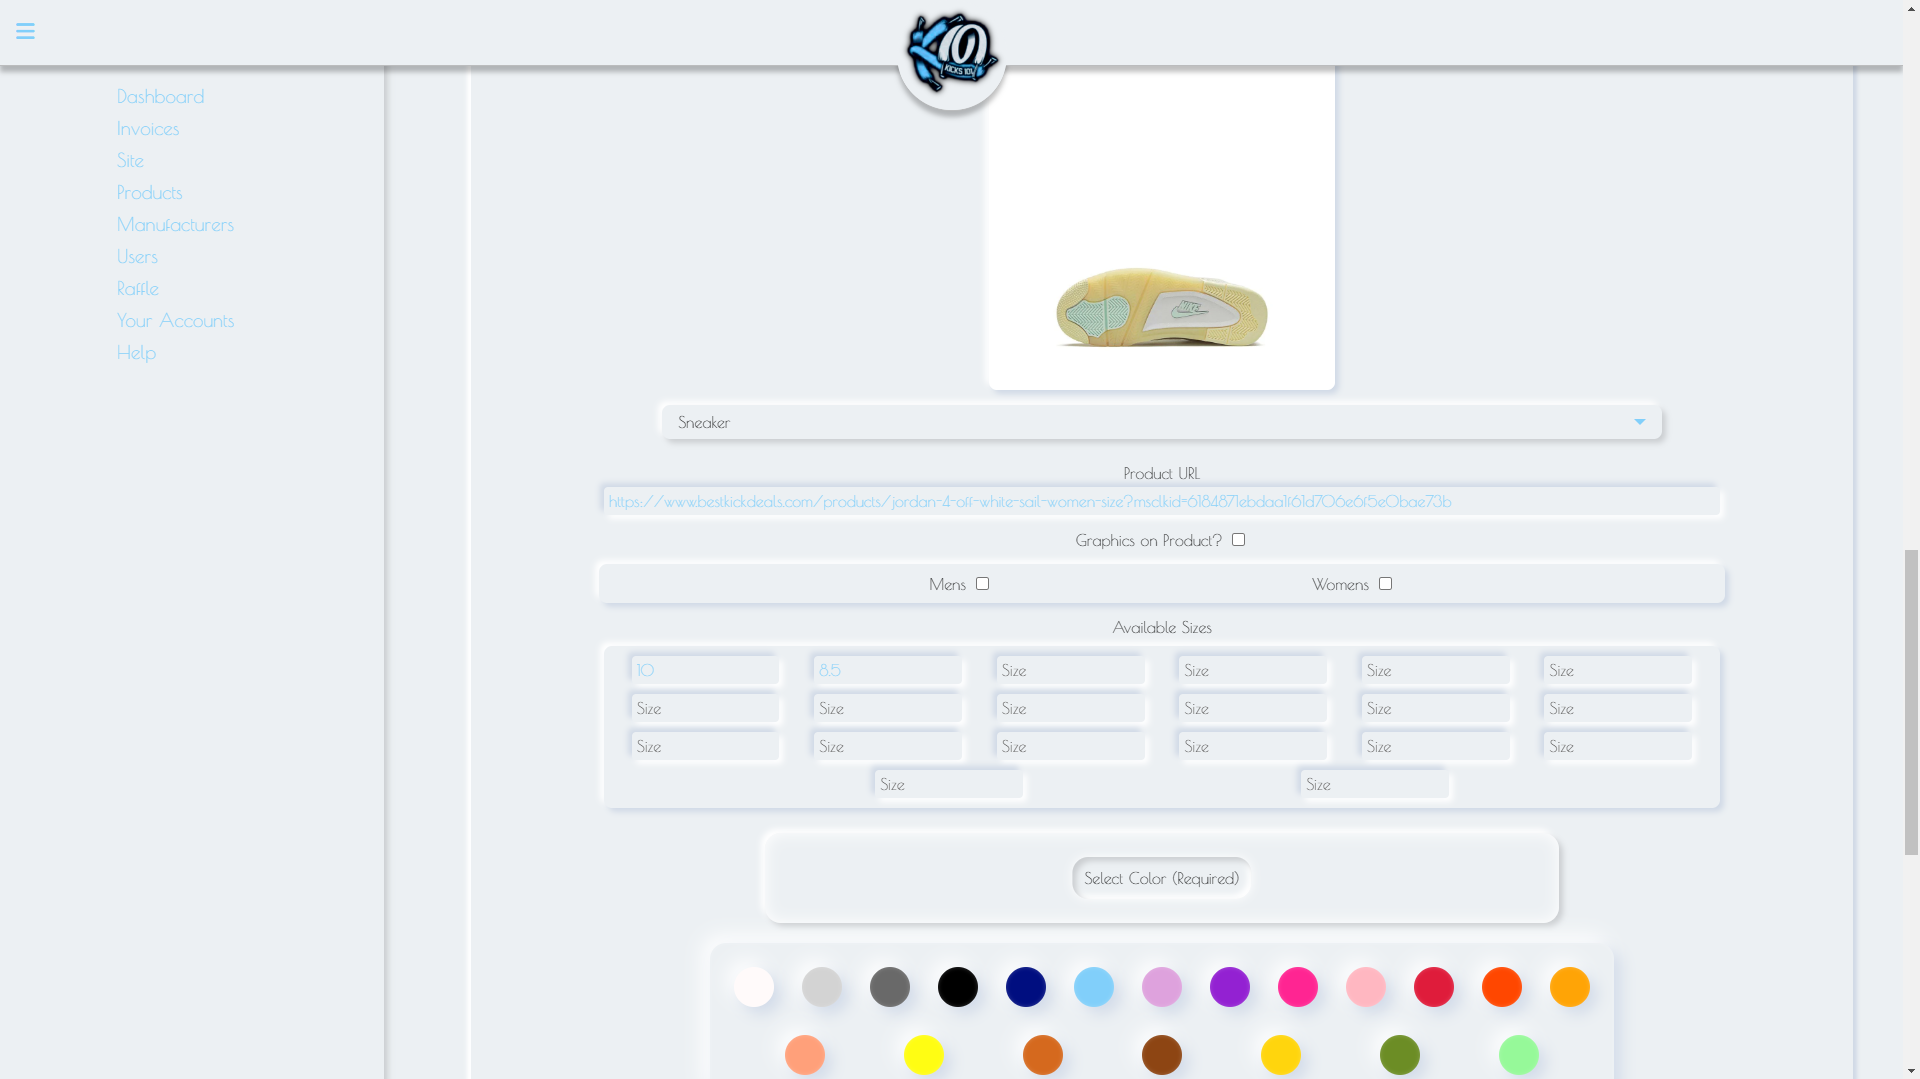 KICKS 101
Dashboard
Invoices
Site
Products
Manufacturers
Users
Raffle
Your Accounts
Help
NIKE
Sneaker
Product URL
https://www.bestkickdeals.com/products/jordan-4-off-white-sail-women-size?msclkid=6184871ebdaa1f61d706e6f5e0bae73b
Graphics on Product?
Mens Womens
Available Sizes
10 8.5 Size Size Size Size
Size Size Size Size Size Size
Size Size Size Size Size Size
Size Size
Select Color (Required)